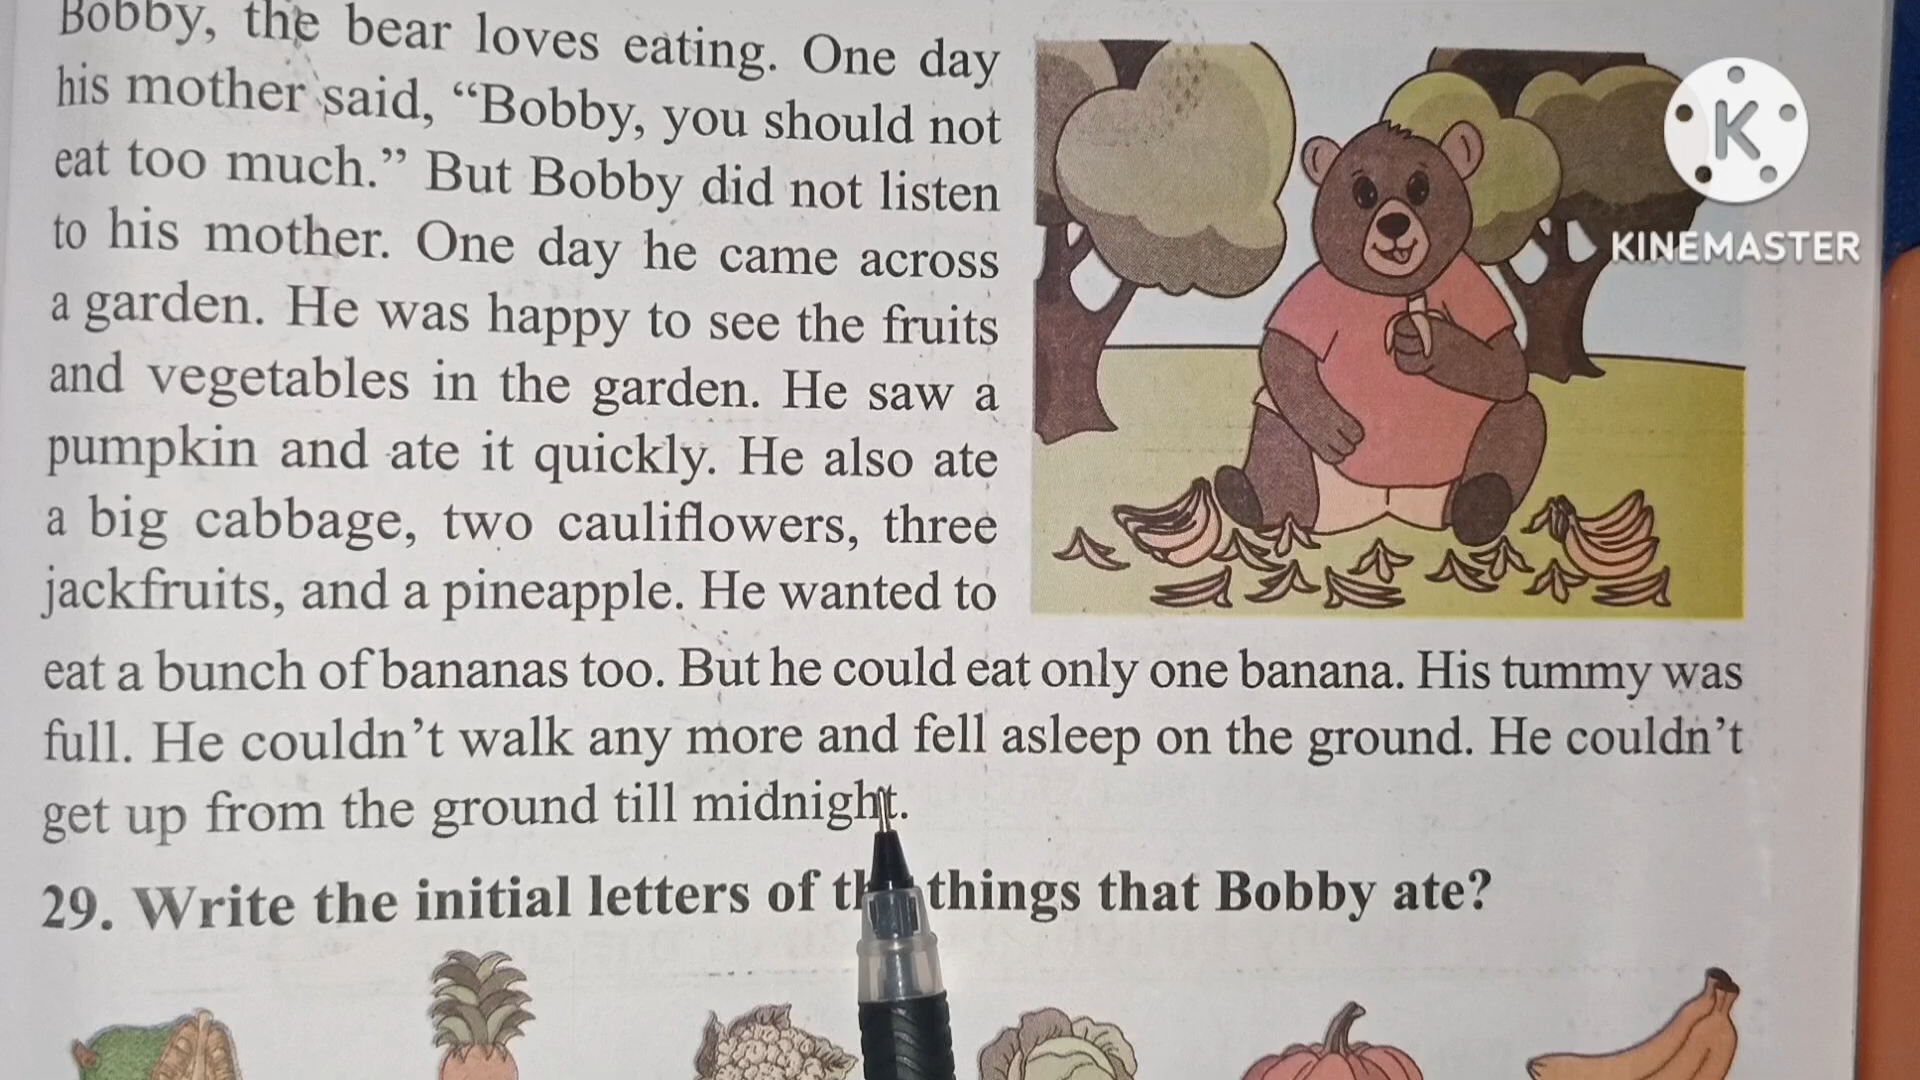 Bobby, the bear loves eating. One day
his mother said, “Bobby, you should not
eat too much.” But Bobby did not listen
to his mother. One day he came across
a garden. He was happy to see the fruits
and vegetables in the garden. He saw a
pumpkin and ate it quickly. He also ate
a big cabbage, two cauliflowers, three
jackfruits, and a pineapple. He wanted to
eat a bunch of bananas too. But he could eat only one banana. His tummy was
full. He couldn’t walk any more and fell asleep on the ground. He couldn’t
get up from the ground till midnight.
29. Write the initial letters of the things that Bobby ate?
K
KINEMASTER